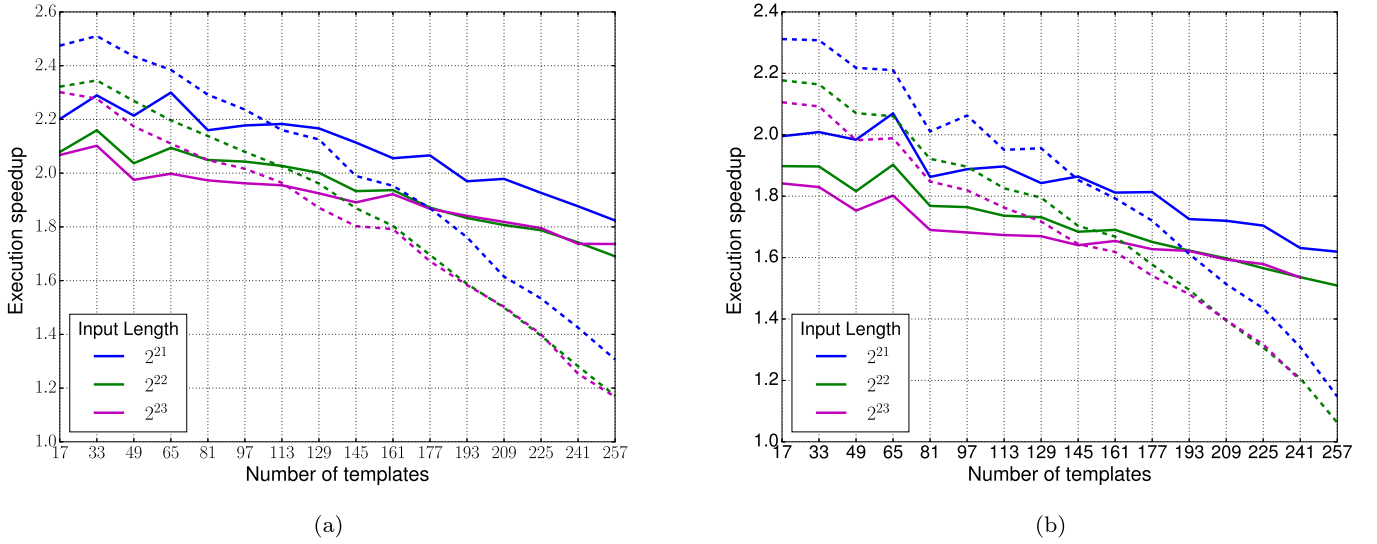 2.6
2.4
2.2
2.0
1.8
1.6
1.4
1.2
1.0
Execution speedup
Input Length
2^21
2^22
2^23
17 33 49 65 81 97 113 129 145 161 177 193 209 225 241 257
Number of templates
(a)
2.4
2.2
2.0
1.8
1.6
1.4
1.2
1.0
Execution speedup
Input Length
2^21
2^22
2^23
17 33 49 65 81 97 113 129 145 161 177 193 209 225 241 257
Number of templates
(b)